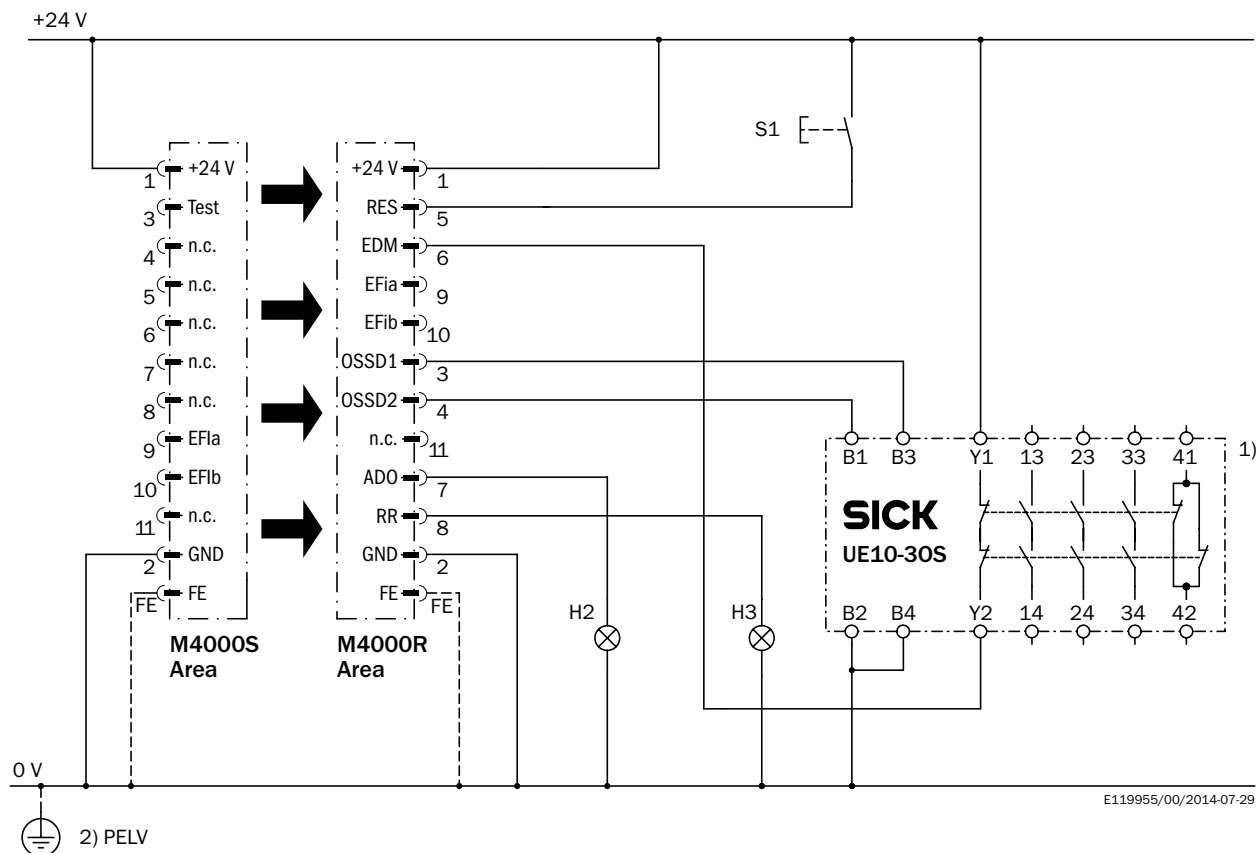 +24 V
S1
1 +24 V
3 Test
4 n.c.
5 n.c.
6 n.c.
7 n.c.
8 n.c.
9 EFIa
10 EFIb
11 n.c.
2 GND
FE FE
M4000S
Area
+24 V 1
RES 5
EDM 6
EFia 9
EFib 10
OSSD1 3
OSSD2 4
n.c. 11
ADO 7
RR 8
GND 2
FE FE
M4000R
Area
H2
H3
B1 B3 Y1 13 23 33 41 1)
SICK
UE10-30S
B2 B4 Y2 14 24 34 42
0 V
E119955/00/2014-07-29
2) PELV